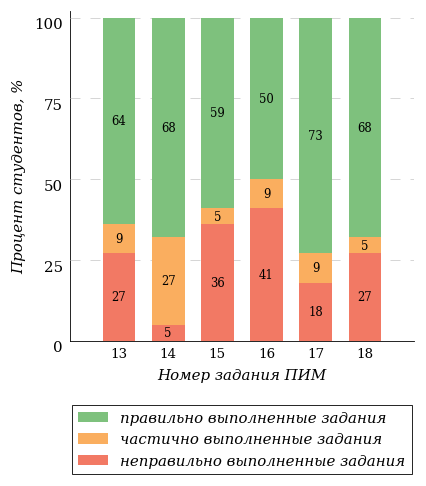 100
75
50
25
0
Процент студентов, %
64 68 59 50 73 68
9 27 5 9 9 5
27 5 36 41 18 27
13 14 15 16 17 18
Номер задания ПИМ
правильно выполненные задания
частично выполненные задания
неправильно выполненные задания